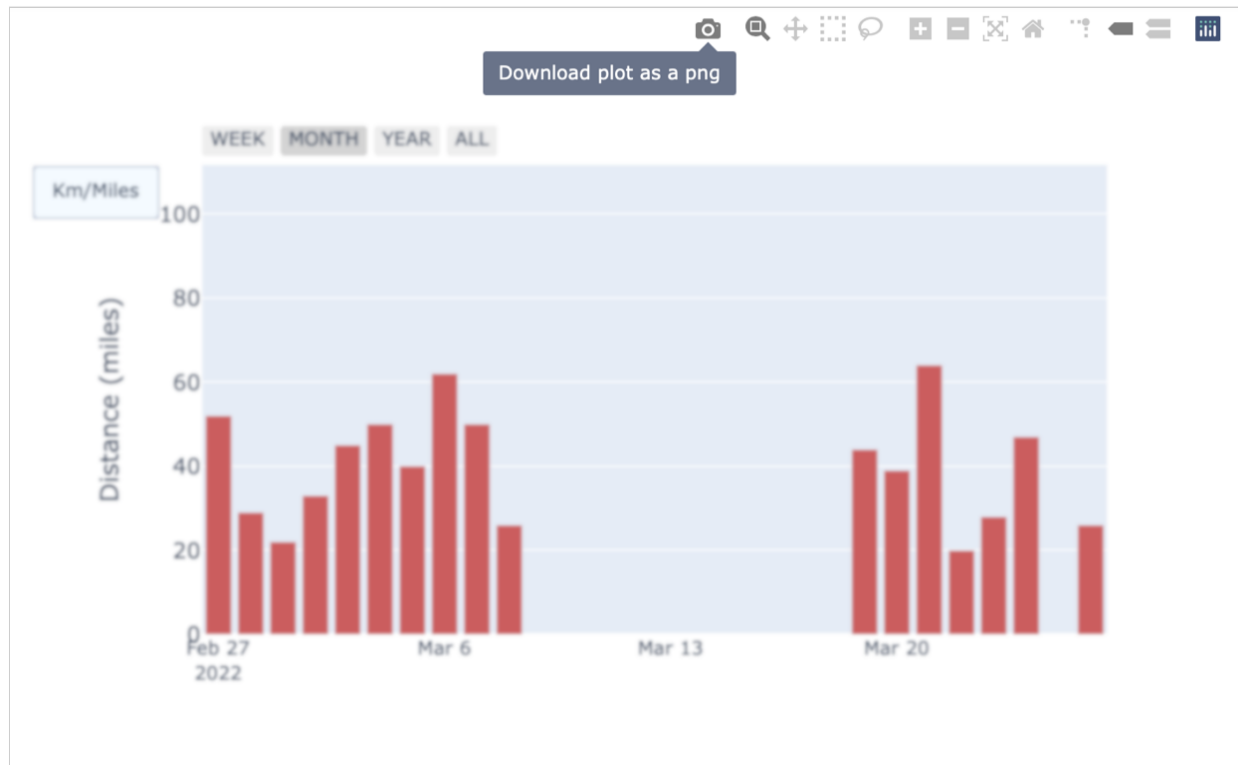 Download plot as a png
WEEK MONTH YEAR ALL
Km/Miles
Distance (miles)
100
80
60
40
20
0
Feb 27 Mar 6 Mar 13 Mar 20
2022